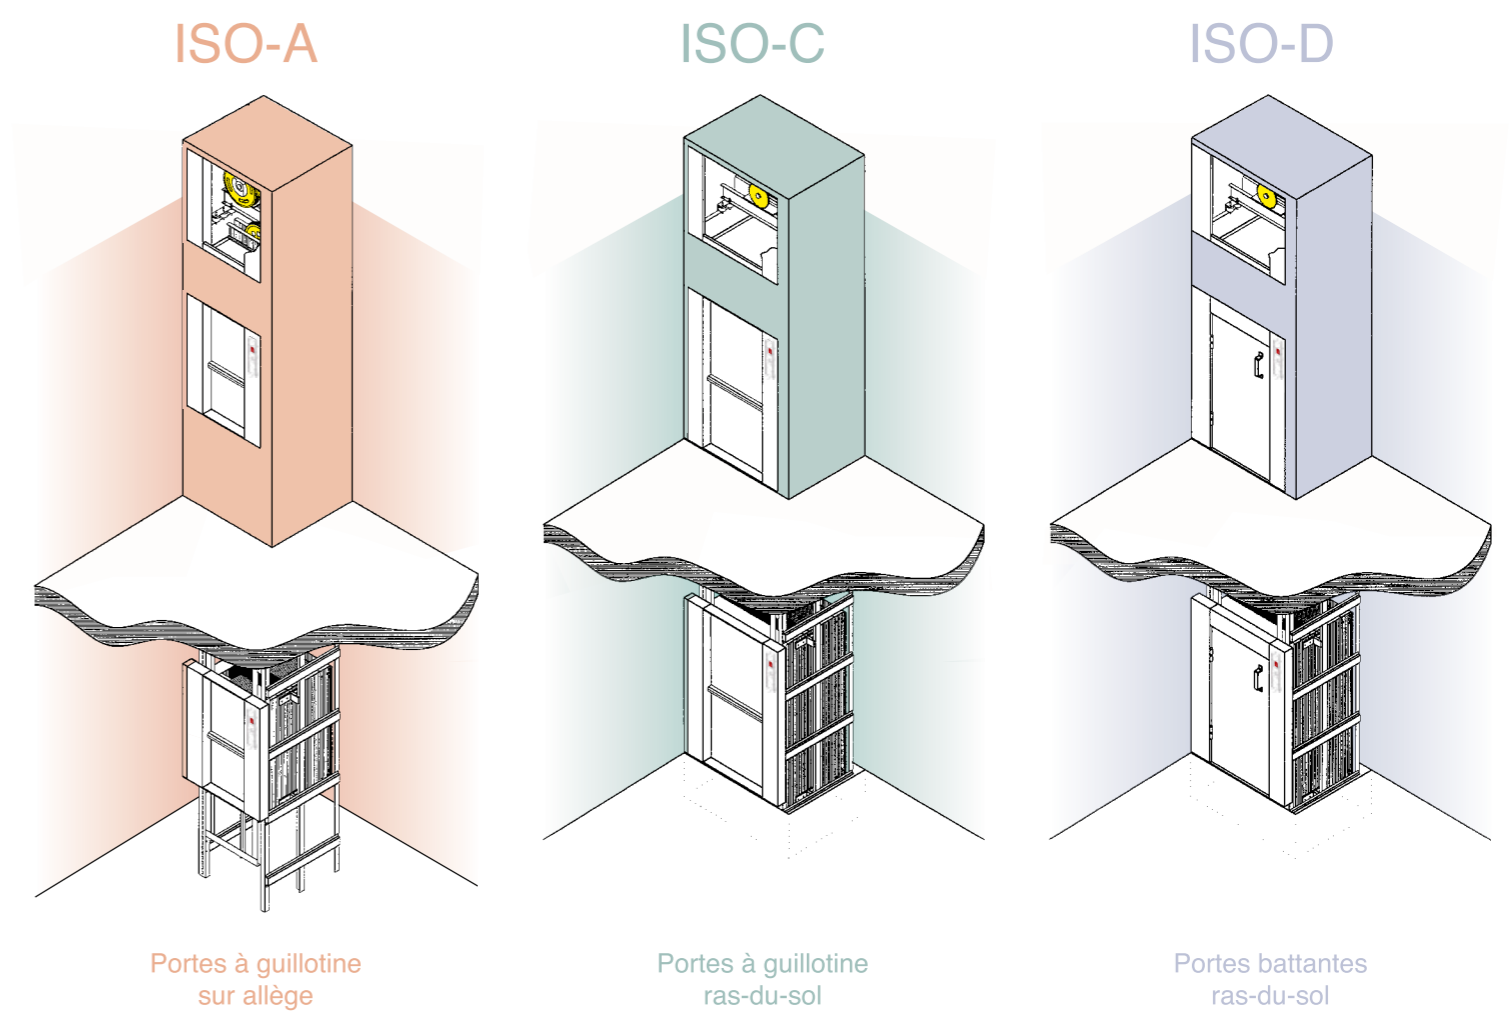 ISO-A
ISO-C
ISO-D
Portes à guillotine
sur allège
Portes à guillotine
ras-du-sol
Portes battantes
ras-du-sol